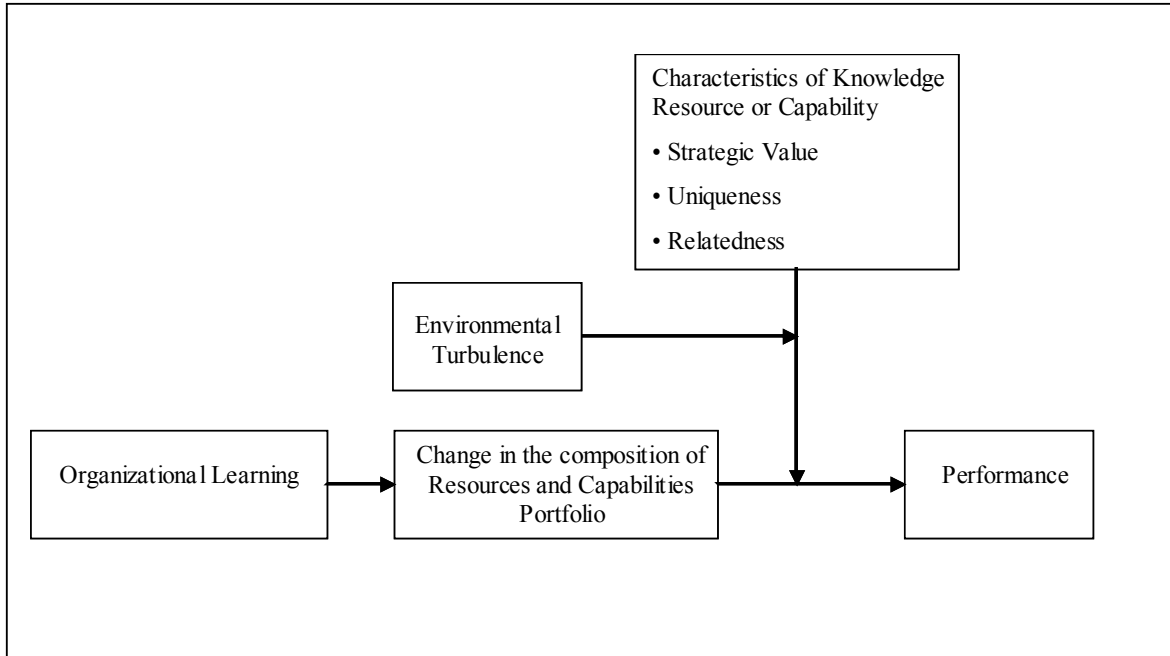 Characteristics of Knowledge
Resource or Capability
• Strategic Value
• Uniqueness
• Relatedness
Environmental
Turbulence
Organizational Learning
Change in the composition of
Resources and Capabilities
Portfolio
Performance